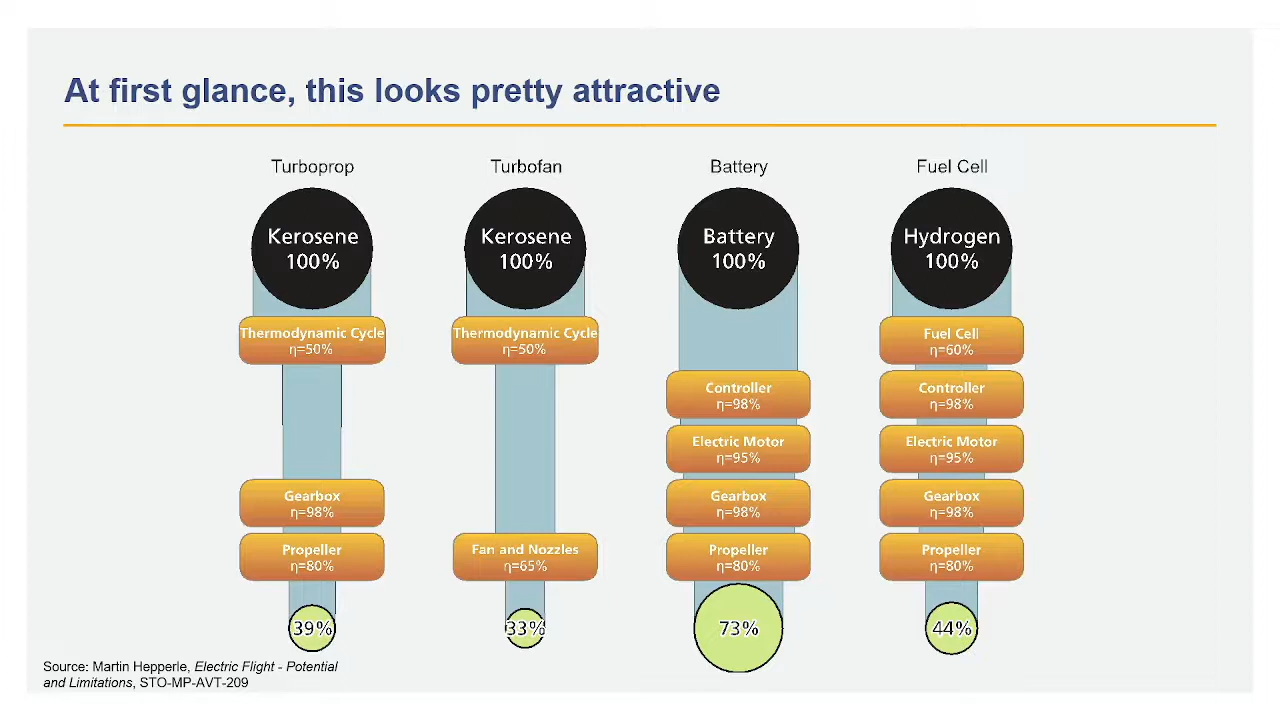 At first glance, this looks pretty attractive
Turboprop
Turbofan
Battery
Fuel Cell
Kerosene
100%
Kerosene
100%
Battery
100%
Hydrogen
100%
Thermodynamic Cycle
η=50%
Thermodynamic Cycle
η=50%
Fuel Cell
η=60%
Controller
η=98%
Controller
η=98%
Electric Motor
η=95%
Electric Motor
η=95%
Gearbox
η=98%
Gearbox
η=98%
Gearbox
η=98%
Propeller
η=80%
Fan and Nozzles
η=65%
Propeller
η=80%
Propeller
η=80%
39%
33%
73%
44%
Source: Martin Hepperle, Electric Flight - Potential
and Limitations, STO-MP-AVT-209